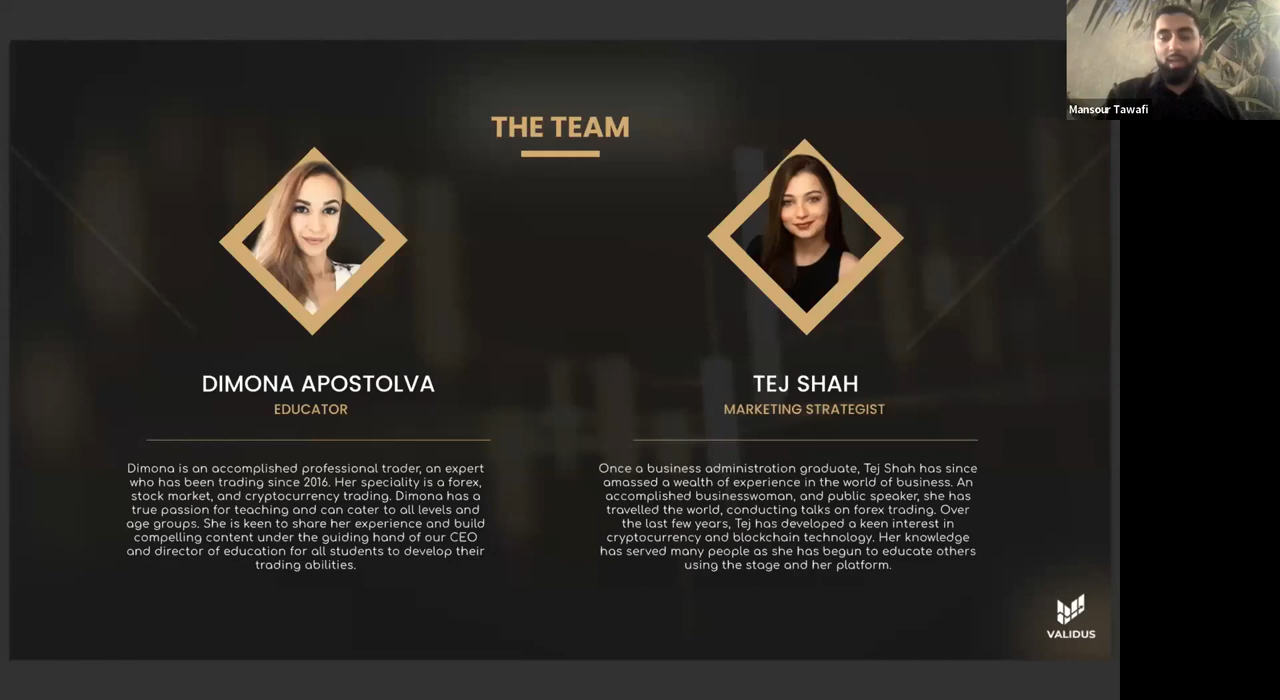 Mansour Tawafi
THE TEAM
DIMONA APOSTOLVA
EDUCATOR
Dimona is an accomplished professional trader, an expert
who has been trading since 2016. Her speciality is a forex,
stock market, and cryptocurrency trading. Dimona has a
true passion for teaching and can cater to all levels and
age groups. She is keen to share her experience and build
compelling content under the guiding hand of our CEO
and director of education for all students to develop their
trading abilities.
TEJ SHAH
MARKETING STRATEGIST
Once a business administration graduate, Tej Shah has since
amassed a wealth of experience in the world of business. An
accomplished businesswoman, and public speaker, she has
travelled the world, conducting talks on forex trading. Over
the last few years, Tej has developed a keen interest in
cryptocurrency and blockchain technology. Her knowledge
has served many people as she has begun to educate others
using the stage and her platform.
VALIDUS